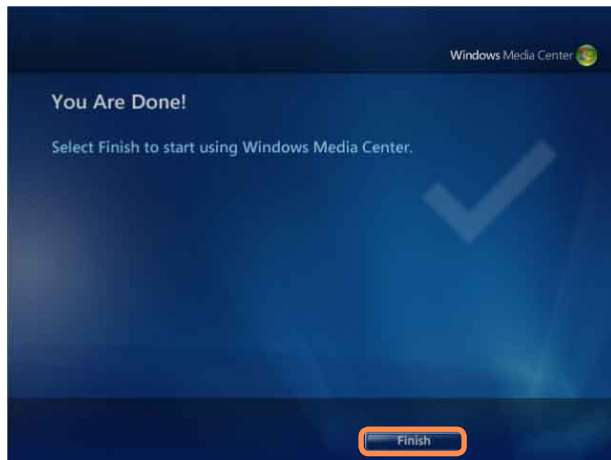 Windows Media Center
You Are Done!
Select Finish to start using Windows Media Center.
Finish